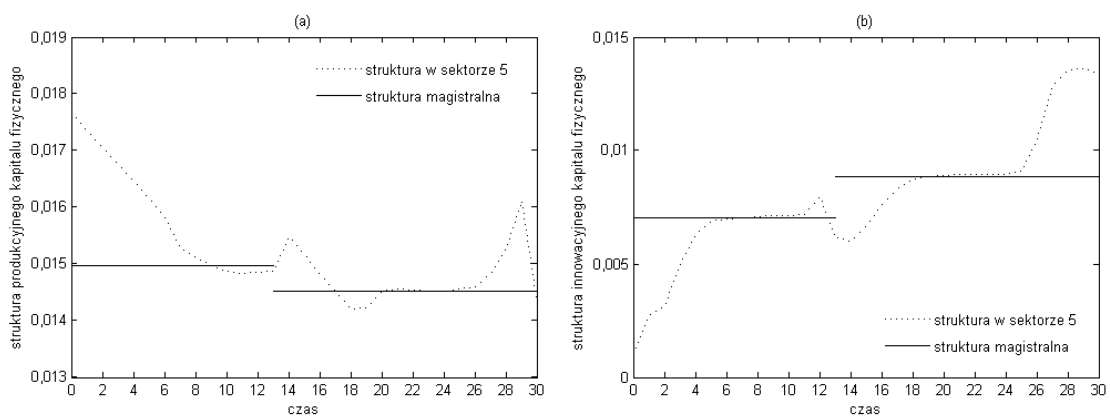 (a)
struktura produkcyjnego kapitału fizycznego
0,019
0,018
0,017
0,016
0,015
0,014
0,013
struktura w sektorze 5
struktura magistralna
0 2 4 6 8 10 12 14 16 18 20 22 24 26 28 30
czas
(b)
struktura innowacyjnego kapitału fizycznego
0,015
0,01
0,005
0
struktura w sektorze 5
struktura magistralna
0 2 4 6 8 10 12 14 16 18 20 22 24 26 28 30
czas